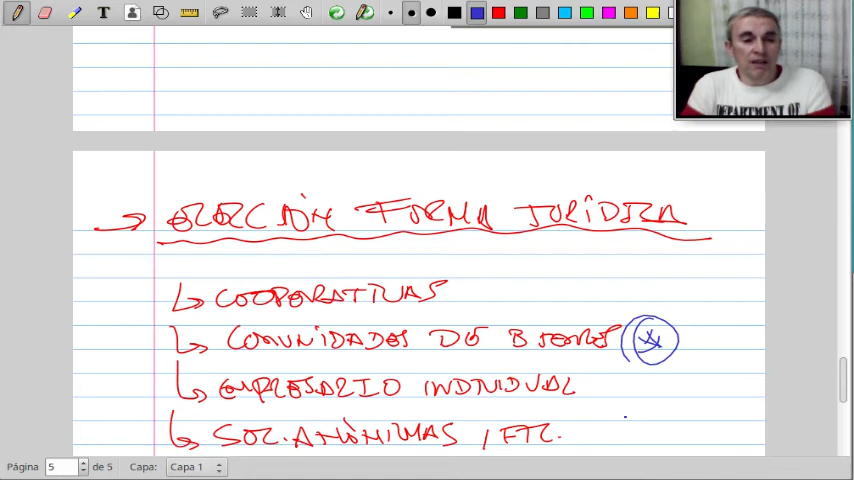 DEPARTMENT OF
→ ELECCIÓN FORMA JURÍDICA
↳ COOPERATIVAS
↳ COMUNIDADES DE BIENES
↳ EMPRESARIO INDIVIDUAL
↳ SOC. ANÓNIMAS, ETC.
Página 5 de 5 Capa: Capa 1